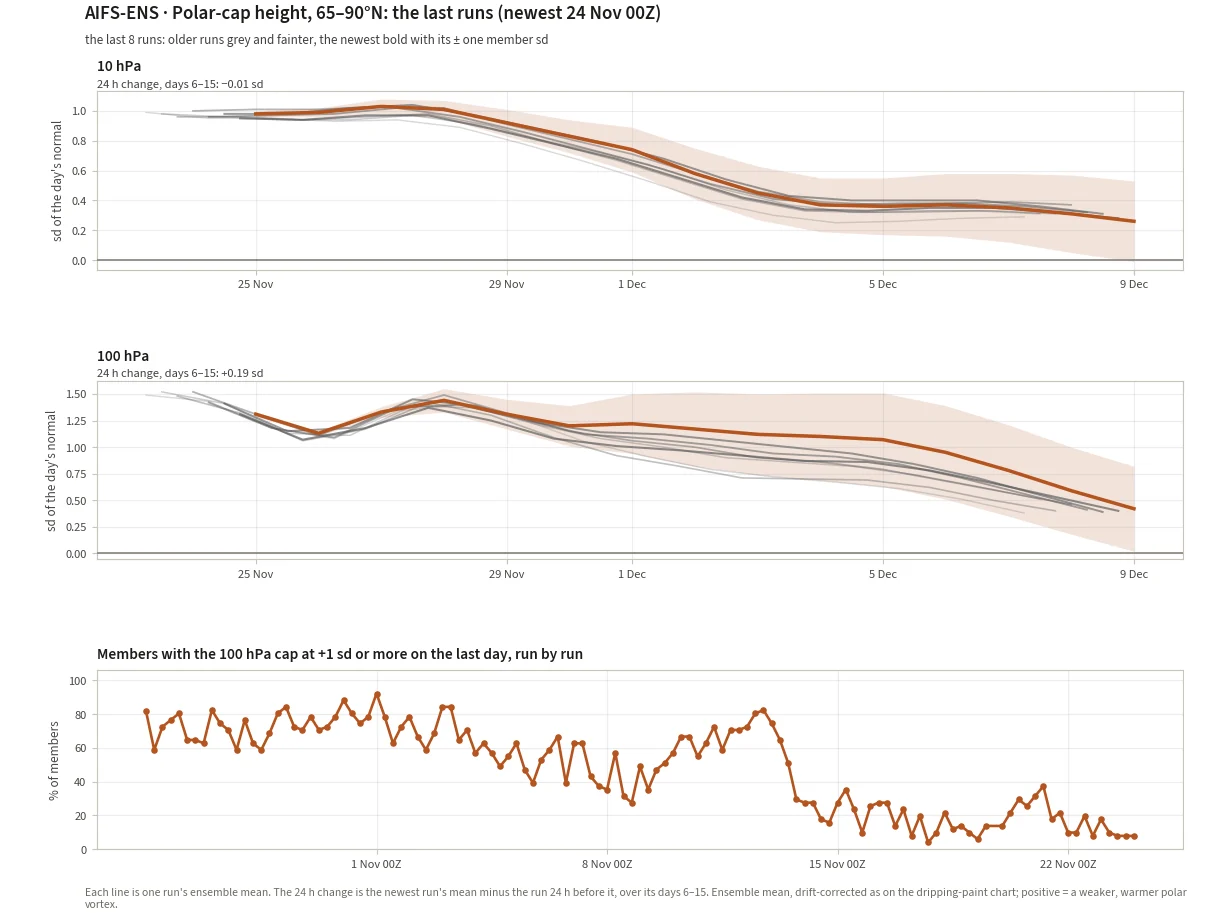 AIFS-ENS · Polar-cap height, 65–90°N: the last runs (newest 24 Nov 00Z)
the last 8 runs: older runs grey and fainter, the newest bold with its ± one member sd
10 hPa
24 h change, days 6–15: −0.01 sd
sd of the day's normal
1.0
0.8
0.6
0.4
0.2
0.0
25 Nov
29 Nov
1 Dec
5 Dec
9 Dec
100 hPa
24 h change, days 6–15: +0.19 sd
sd of the day's normal
1.50
1.25
1.00
0.75
0.50
0.25
0.00
25 Nov
29 Nov
1 Dec
5 Dec
9 Dec
Members with the 100 hPa cap at +1 sd or more on the last day, run by run
% of members
100
80
60
40
20
0
1 Nov 00Z
8 Nov 00Z
15 Nov 00Z
22 Nov 00Z
Each line is one run's ensemble mean. The 24 h change is the newest run's mean minus the run 24 h before it, over its days 6–15. Ensemble mean, drift-corrected as on the dripping-paint chart; positive = a weaker, warmer polar
vortex.